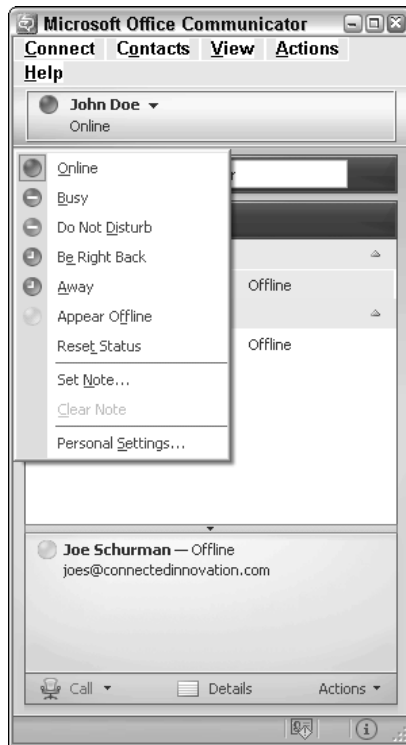 Microsoft Office Communicator
Connect Contacts View Actions
Help
John Doe
Online
Online
Busy
Do Not Disturb
Be Right Back
Away
Appear Offline
Reset Status
Set Note...
Clear Note
Personal Settings...
Offline
Offline
Joe Schurman — Offline
joes@connectedinnovation.com
Call Details Actions